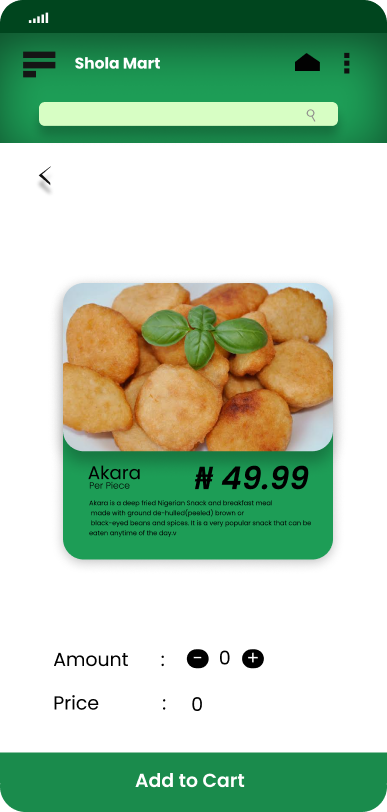 Shola Mart
Akara
₦ 49.99
Per Piece
Akara is a deep fried Nigerian Snack and breakfast meal
made with ground de-hulled(peeled) brown or
black-eyed beans and spices. It is a very popular snack that can be
eaten anytime of the day.v
Amount : − 0 +
Price : 0
Add to Cart